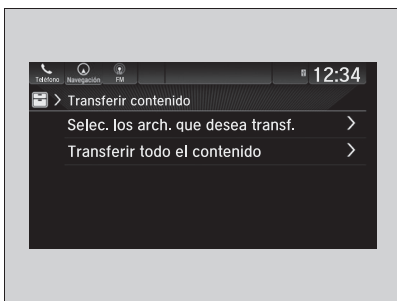 Teléfono Navegación FM 12:34
Transferir contenido
Selec. los arch. que desea transf.
Transferir todo el contenido